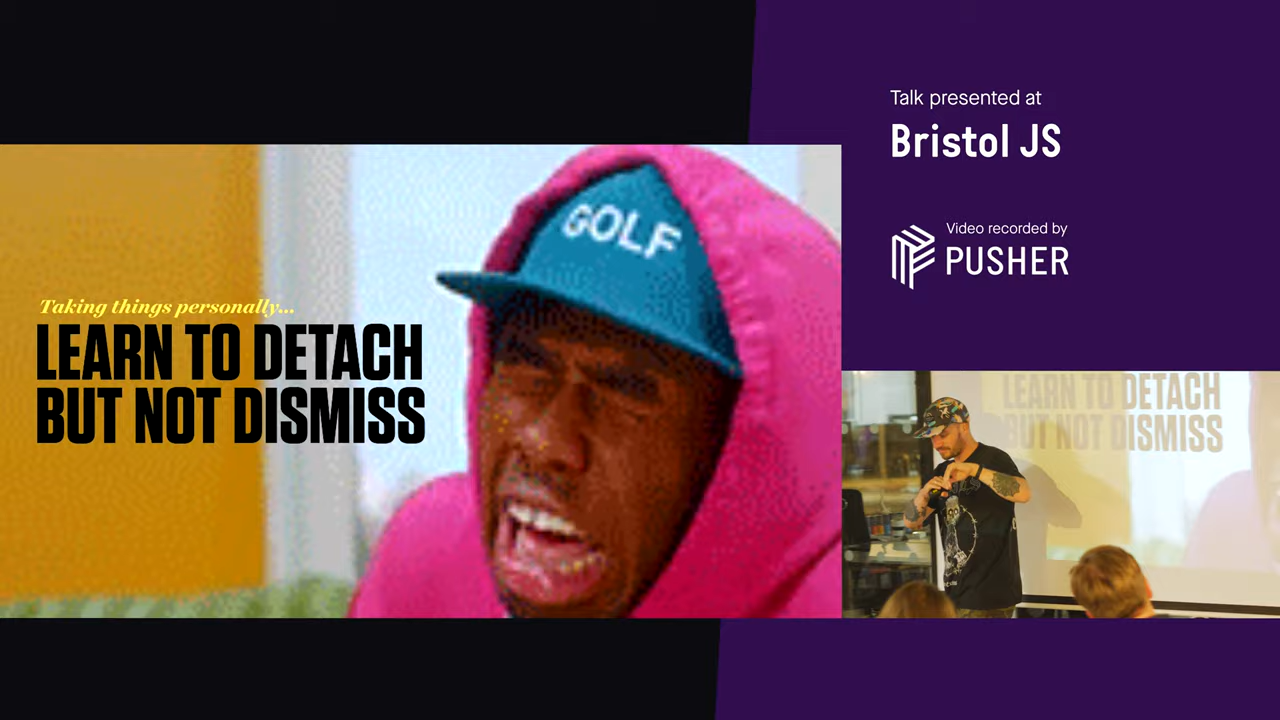 Talk presented at
Bristol JS
Video recorded by
PUSHER
GOLF
Taking things personally...
LEARN TO DETACH
BUT NOT DISMISS
LEARN TO DETACH
BUT NOT DISMISS